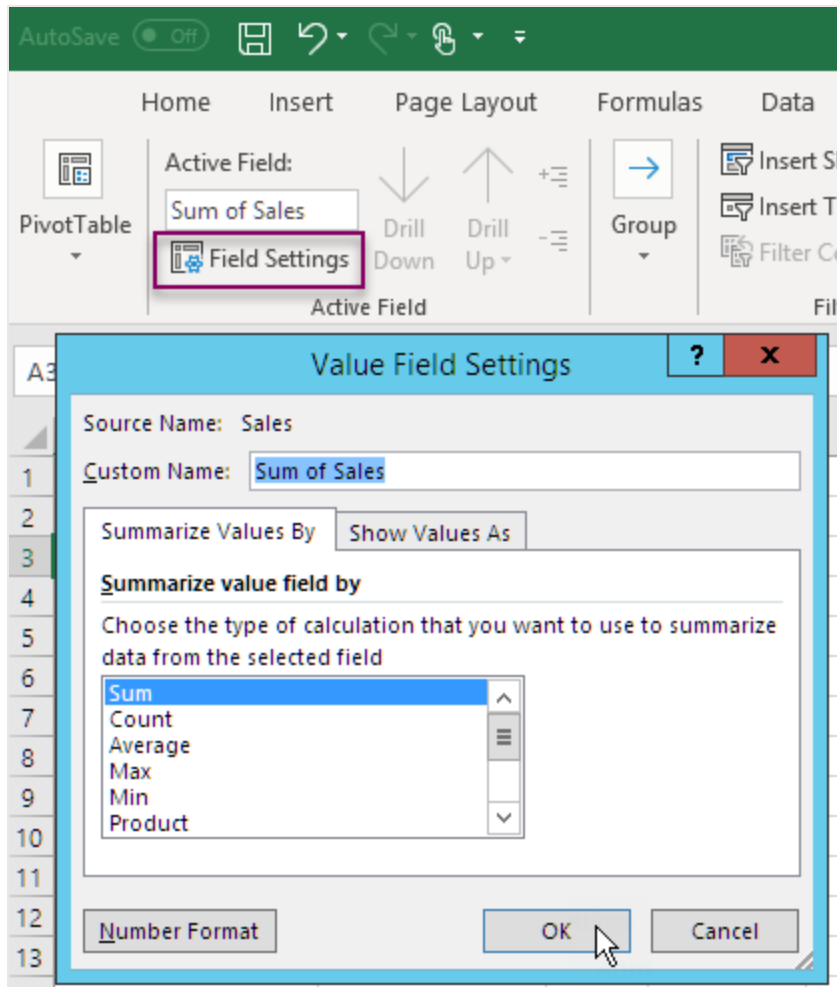 AutoSave Off
Home Insert Page Layout Formulas Data
Active Field:
Insert S
Sum of Sales
Insert T
PivotTable
Drill Down
Drill Up
Group
Field Settings
Filter Co
Active Field
Fil
A3
Value Field Settings
? X
Source Name: Sales
Custom Name: Sum of Sales
Summarize Values By Show Values As
Summarize value field by
Choose the type of calculation that you want to use to summarize
data from the selected field
Sum
Count
Average
Max
Min
Product
Number Format OK Cancel
1
2
3
4
5
6
7
8
9
10
11
12
13